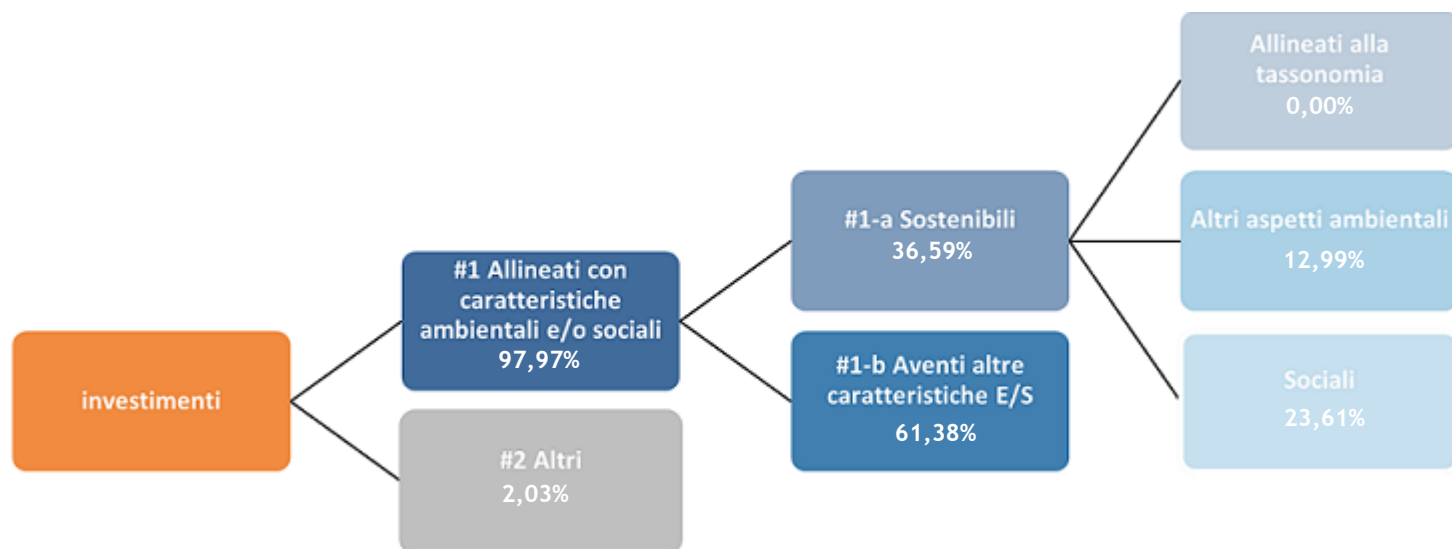 investimenti
#1 Allineati con
caratteristiche
ambientali e/o sociali
97,97%
#2 Altri
2,03%
#1-a Sostenibili
36,59%
#1-b Aventi altre
caratteristiche E/S
61,38%
Allineati alla
tassonomia
0,00%
Altri aspetti ambientali
12,99%
Sociali
23,61%